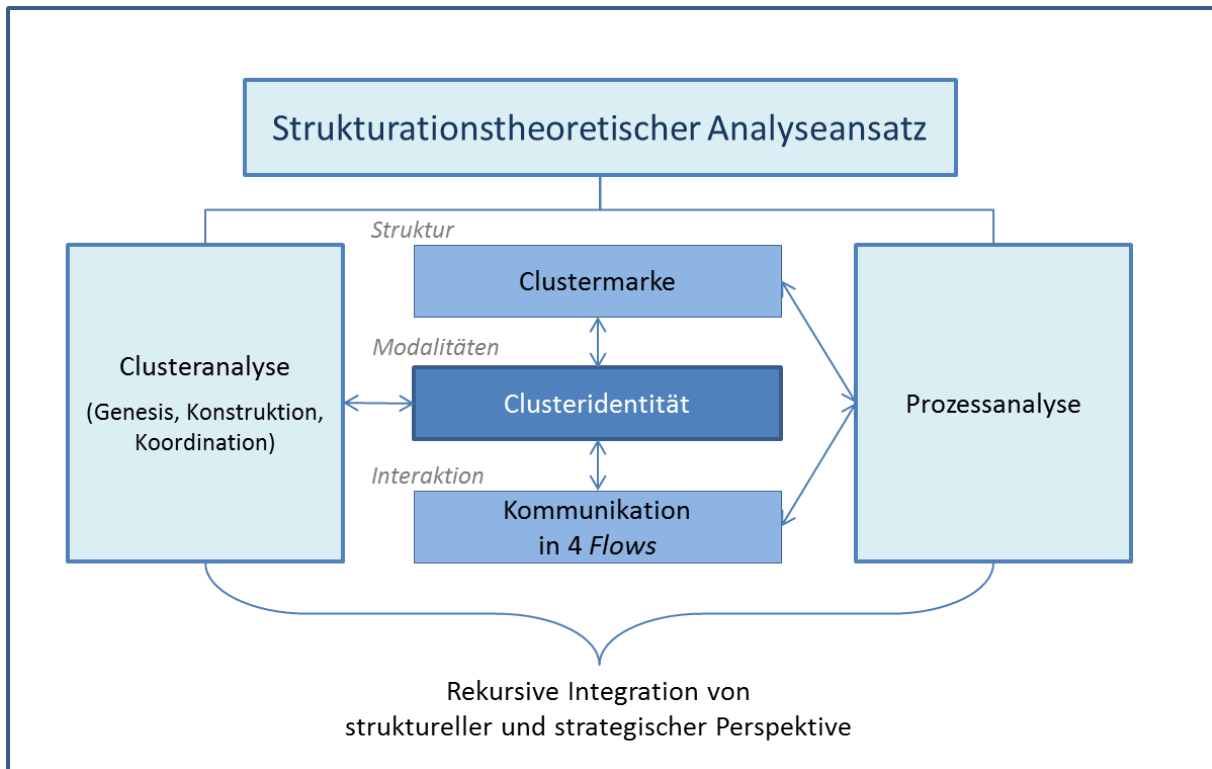 Strukturationstheoretischer Analyseansatz
Struktur
Clustermarke
Modalitäten
Clusteranalyse
(Genesis, Konstruktion,
Koordination)
Clusteridentität
Prozessanalyse
Interaktion
Kommunikation
in 4 Flows
Rekursive Integration von
struktureller und strategischer Perspektive